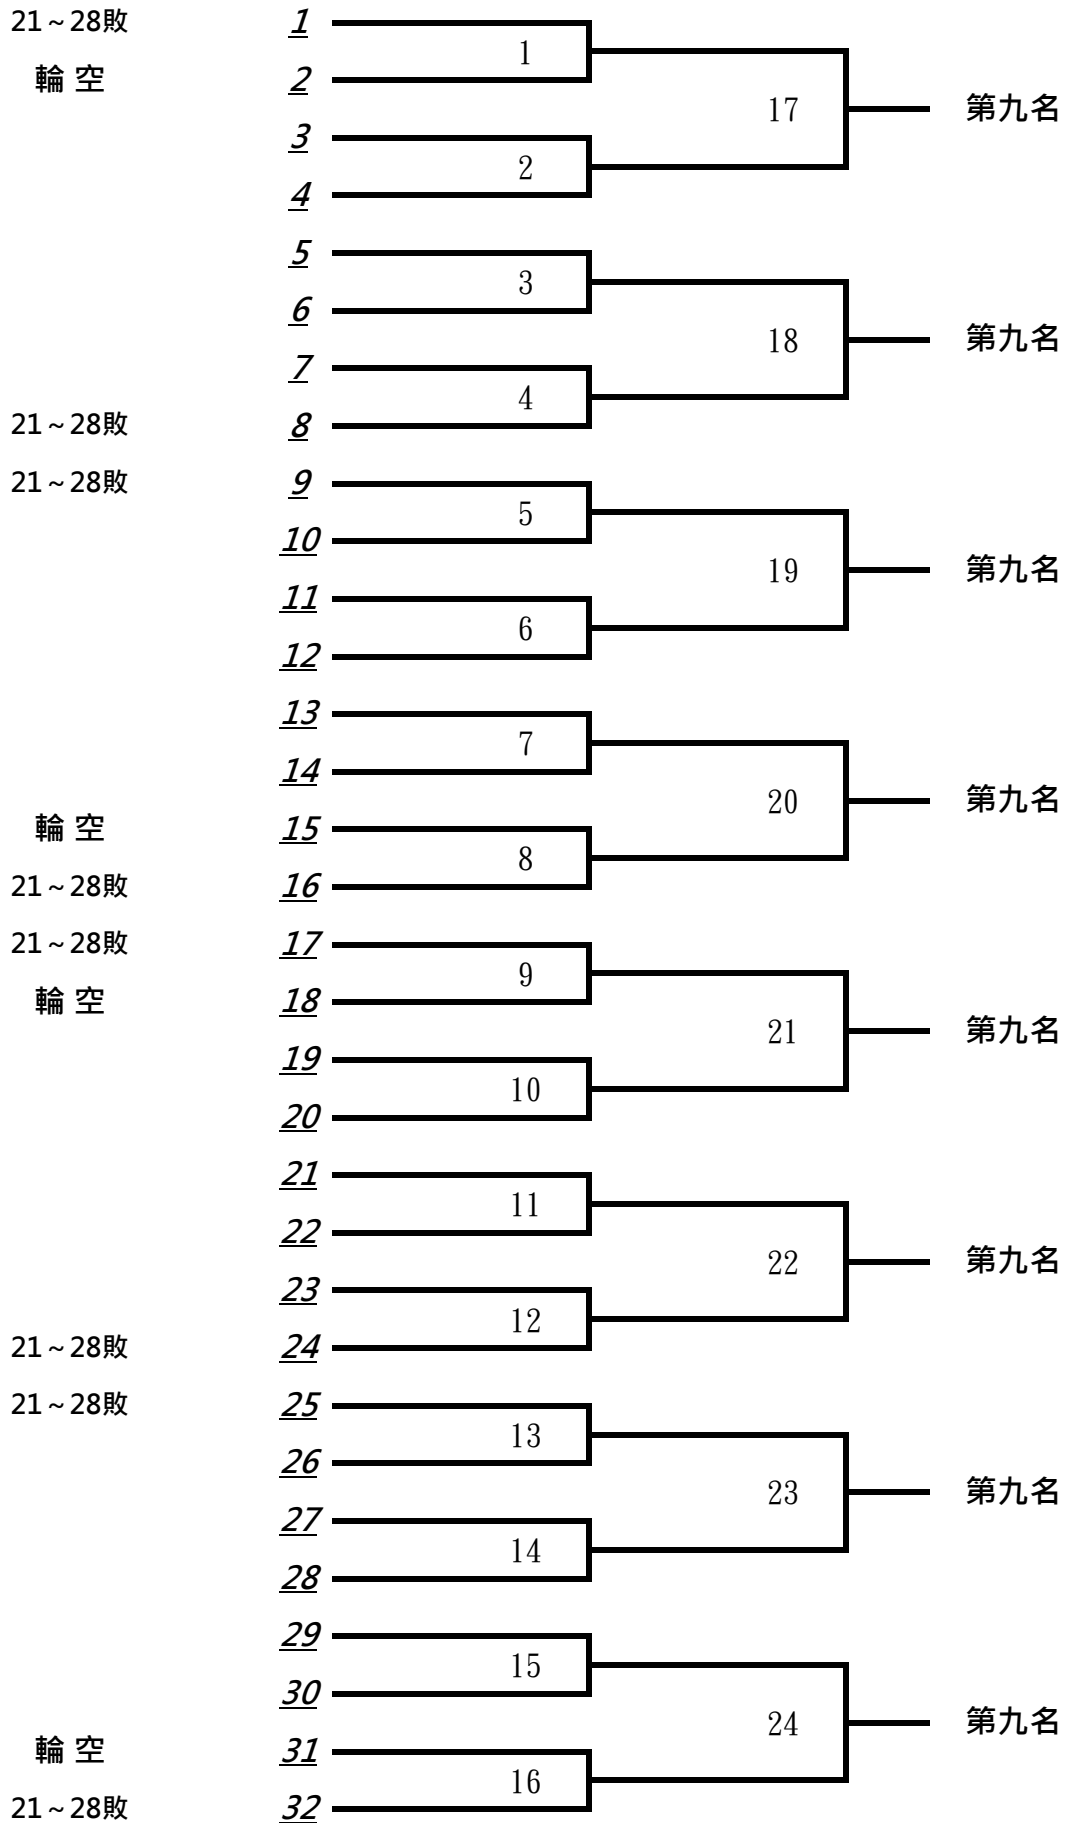 21～28敗 1
1
輪 空 2
17 第九名
3
2
4
5
3
6
18 第九名
7
4
21～28敗 8
21～28敗 9
5
10
19 第九名
11
6
12
13
7
14
20 第九名
輪 空 15
8
21～28敗 16
21～28敗 17
9
輪 空 18
21 第九名
19
10
20
21
11
22
22 第九名
23
12
21～28敗 24
21～28敗 25
13
26
23 第九名
27
14
28
29
15
30
24 第九名
輪 空 31
16
21～28敗 32